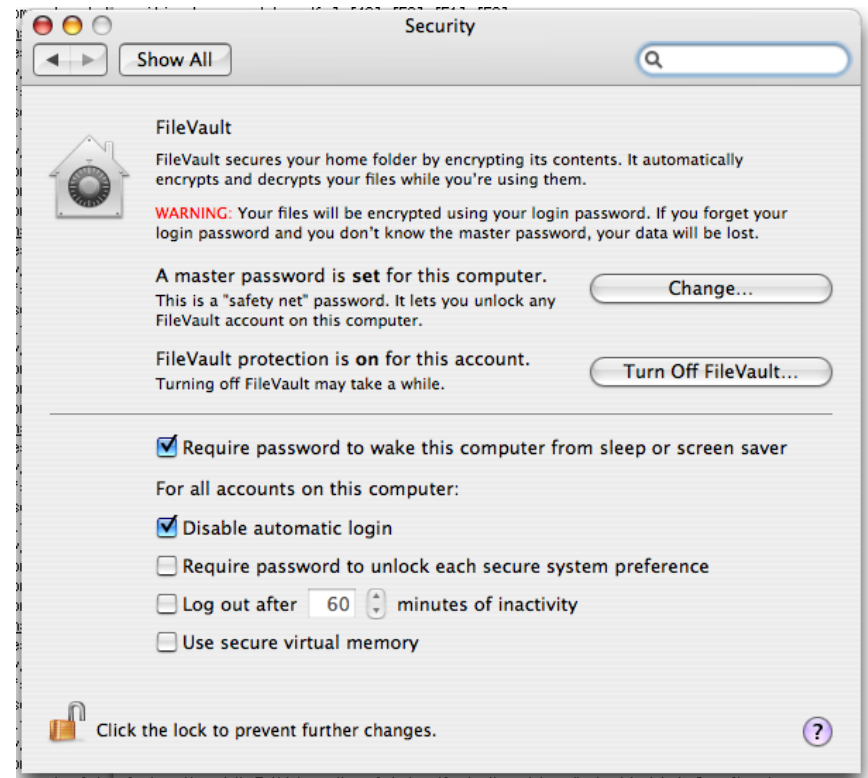 Security
Show All
FileVault
FileVault secures your home folder by encrypting its contents. It automatically
encrypts and decrypts your files while you're using them.
WARNING: Your files will be encrypted using your login password. If you forget your
login password and you don't know the master password, your data will be lost.
A master password is set for this computer.
Change...
This is a "safety net" password. It lets you unlock any
FileVault account on this computer.
FileVault protection is on for this account.
Turn Off FileVault...
Turning off FileVault may take a while.
Require password to wake this computer from sleep or screen saver
For all accounts on this computer:
Disable automatic login
Require password to unlock each secure system preference
Log out after 60 minutes of inactivity
Use secure virtual memory
Click the lock to prevent further changes.
?